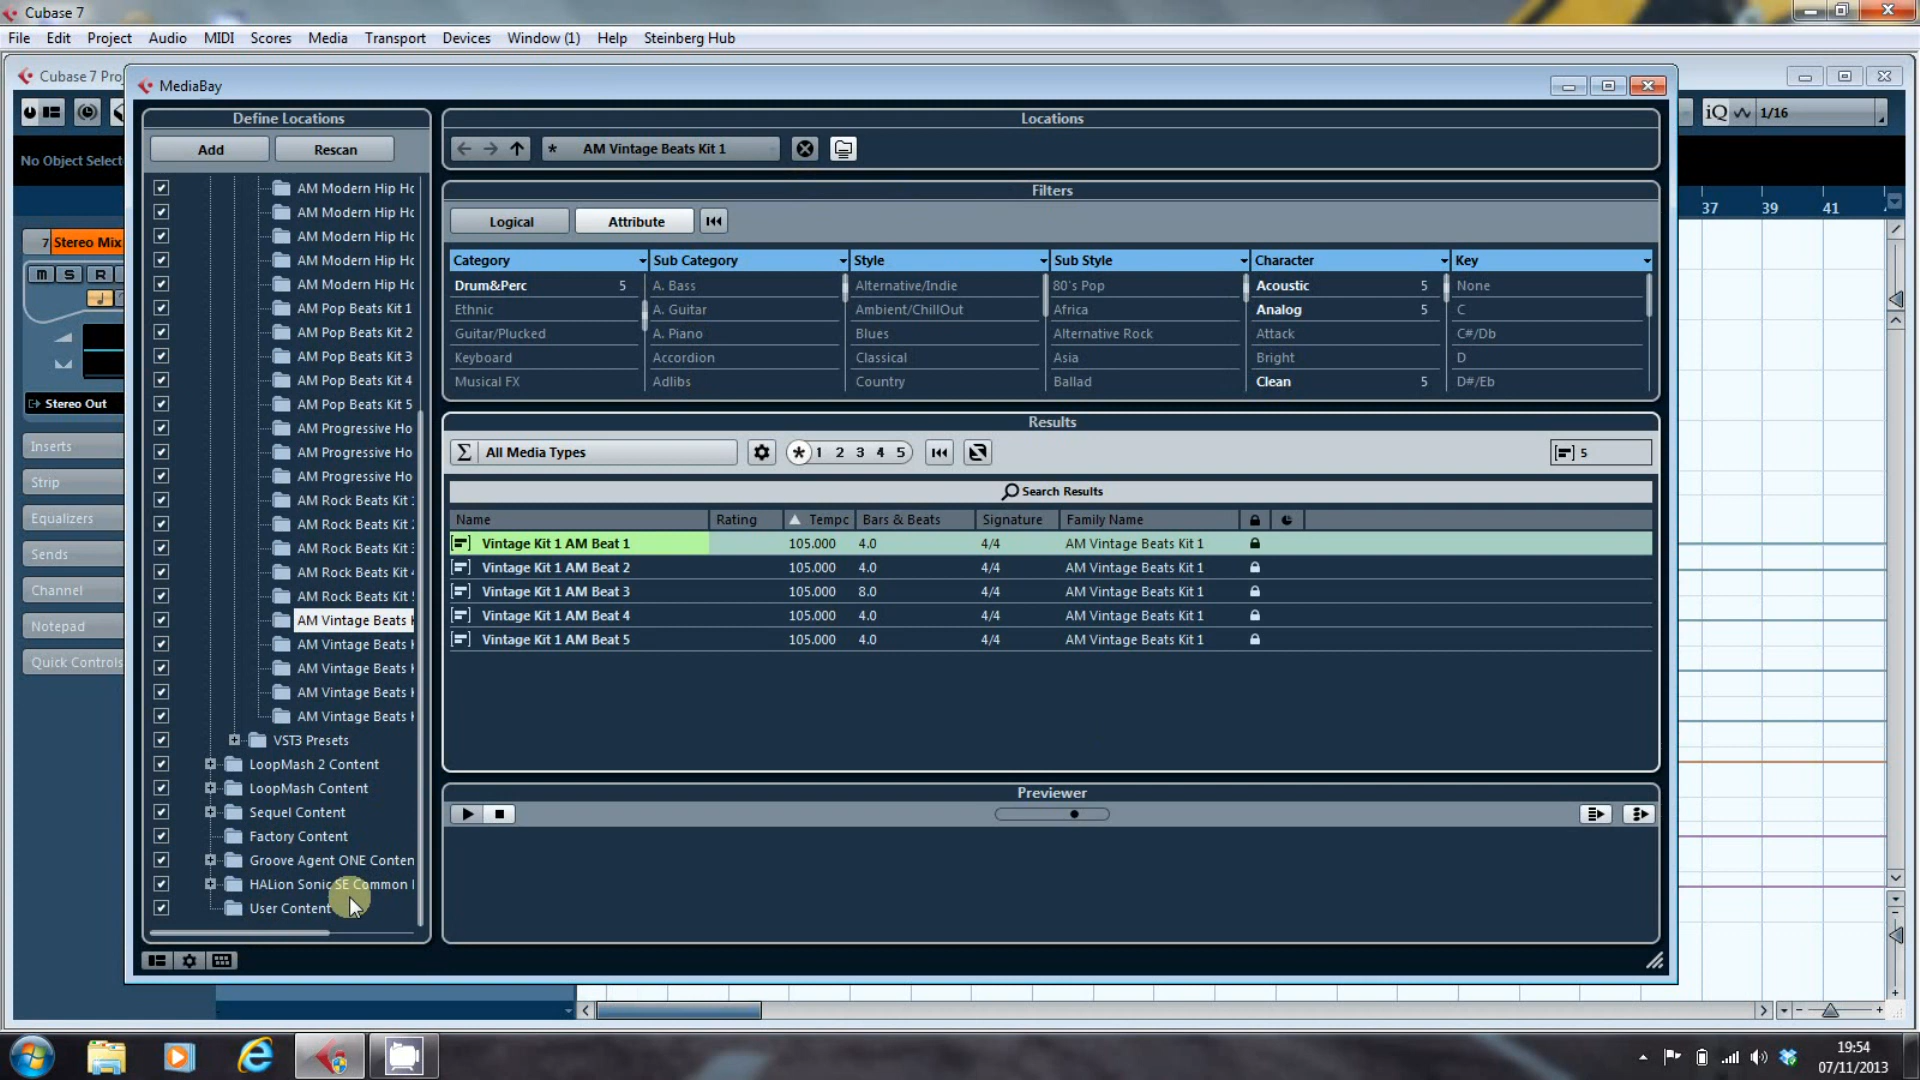 Cubase 7
File Edit Project Audio MIDI Scores Media Transport Devices Window (1) Help Steinberg Hub
Cubase 7 Pro
MediaBay
iQ 1/16
No Object Select
37 39 41
7 Stereo Mix
m S R
Stereo Out
Inserts
Strip
Equalizers
Sends
Channel
Notepad
Quick Controls
Define Locations
Add Rescan
AM Modern Hip Ho
AM Modern Hip Ho
AM Modern Hip Ho
AM Modern Hip Ho
AM Modern Hip Ho
AM Pop Beats Kit 1
AM Pop Beats Kit 2
AM Pop Beats Kit 3
AM Pop Beats Kit 4
AM Pop Beats Kit 5
AM Progressive Ho
AM Progressive Ho
AM Progressive Ho
AM Rock Beats Kit
AM Rock Beats Kit
AM Rock Beats Kit
AM Rock Beats Kit
AM Rock Beats Kit
AM Vintage Beats K
AM Vintage Beats K
AM Vintage Beats K
AM Vintage Beats K
AM Vintage Beats K
VST3 Presets
LoopMash 2 Content
LoopMash Content
Sequel Content
Factory Content
Groove Agent ONE Conten
HALion Sonic SE Common
User Content
Locations
* AM Vintage Beats Kit 1
Filters
Logical Attribute
Category Sub Category Style Sub Style Character Key
Drum&Perc 5 A. Bass Alternative/Indie 80's Pop Acoustic 5 None
Ethnic A. Guitar Ambient/ChillOut Africa Analog 5 C
Guitar/Plucked A. Piano Blues Alternative Rock Attack C#/Db
Keyboard Accordion Classical Asia Bright D
Musical FX Adlibs Country Ballad Clean 5 D#/Eb
Results
Σ All Media Types * 1 2 3 4 5 5
Search Results
Name Rating Tempo Bars & Beats Signature Family Name
Vintage Kit 1 AM Beat 1 105.000 4.0 4/4 AM Vintage Beats Kit 1
Vintage Kit 1 AM Beat 2 105.000 4.0 4/4 AM Vintage Beats Kit 1
Vintage Kit 1 AM Beat 3 105.000 8.0 4/4 AM Vintage Beats Kit 1
Vintage Kit 1 AM Beat 4 105.000 4.0 4/4 AM Vintage Beats Kit 1
Vintage Kit 1 AM Beat 5 105.000 4.0 4/4 AM Vintage Beats Kit 1
Previewer
19:54
07/11/2013